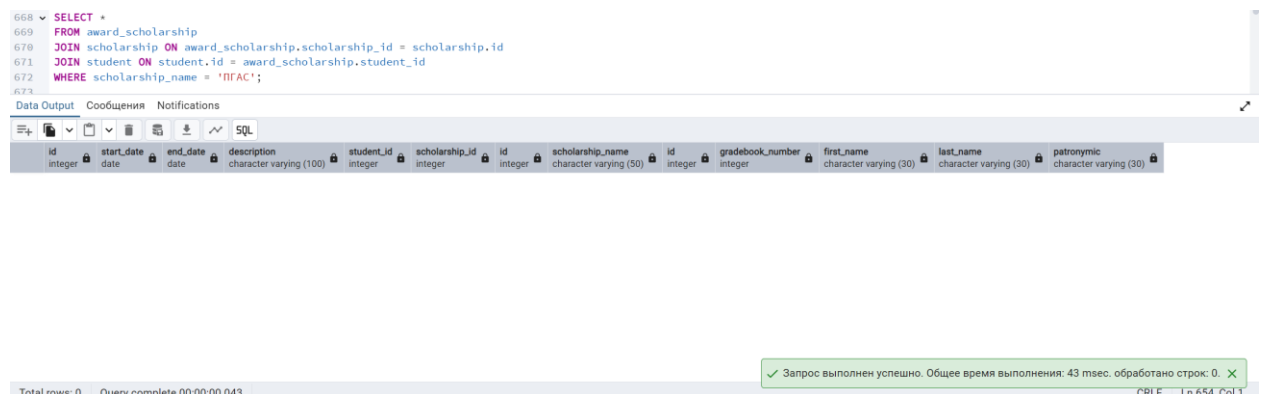 668 SELECT *
669 FROM award_scholarship
670 JOIN scholarship ON award_scholarship.scholarship_id = scholarship.id
671 JOIN student ON student.id = award_scholarship.student_id
672 WHERE scholarship_name = 'ПГАС';
673
Data Output Сообщения Notifications
SQL
id start_date end_date description student_id scholarship_id id scholarship_name id gradebook_number first_name last_name patronymic
integer date date character varying (100) integer integer integer character varying (50) integer integer character varying (30) character varying (30) character varying (30)
Запрос выполнен успешно. Общее время выполнения: 43 msec. обработано строк: 0.
Total rows: 0 Query complete 00:00:00.043 CRLF Ln 654, Col 1